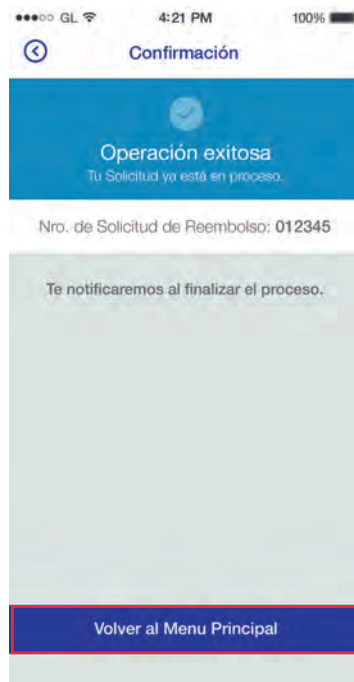 GL 4:21 PM 100%
Confirmación
Operación exitosa
Tu Solicitud ya está en proceso.
Nro. de Solicitud de Reembolso: 012345
Te notificaremos al finalizar el proceso.
Volver al Menu Principal